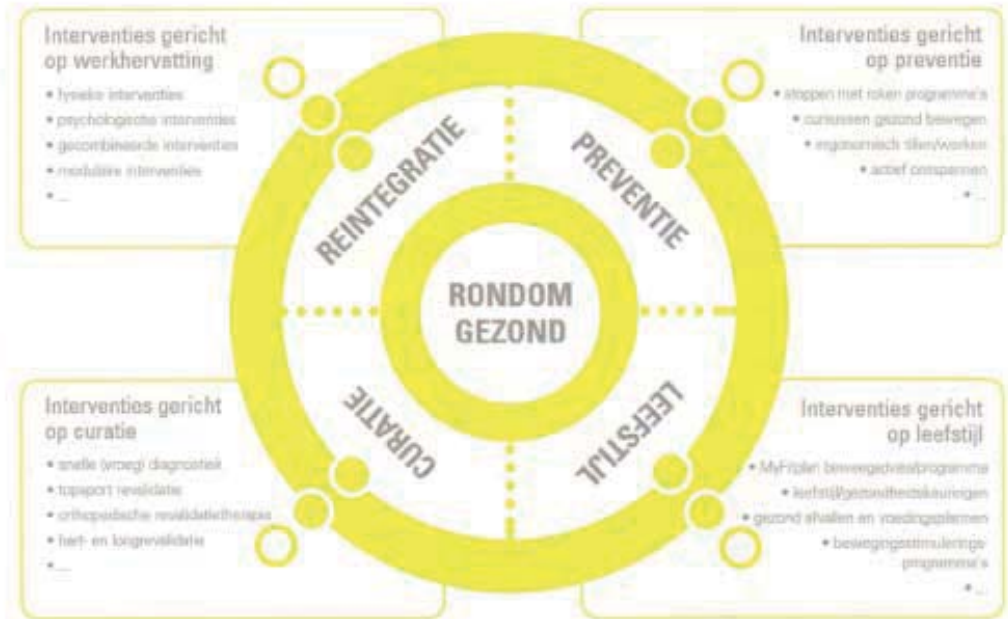 Interventies gericht
op werkhervatting
• fysieke interventies
• psychologische interventies
• gecombineerde interventies
• modulaire interventies
• ...
Interventies gericht
op preventie
• stoppen met roken programma's
• cursussen gezond bewegen
• ergonomisch tillen/werken
• actief ontspannen
• ...
REINTEGRATIE
PREVENTIE
RONDOM
GEZOND
CURATIE
LEEFSTIJL
Interventies gericht
op curatie
• snelle (vroeg) diagnostiek
• topsport revalidatie
• orthopedische revalidatietherapie
• hart- en longrevalidatie
• ...
Interventies gericht
op leefstijl
• beweegadviesprogramma
• leefstijl/gezondheidskeuringen
• gezond afvallen en voedingsplannen
• bewegingsstimulerings-
programma's
• ...